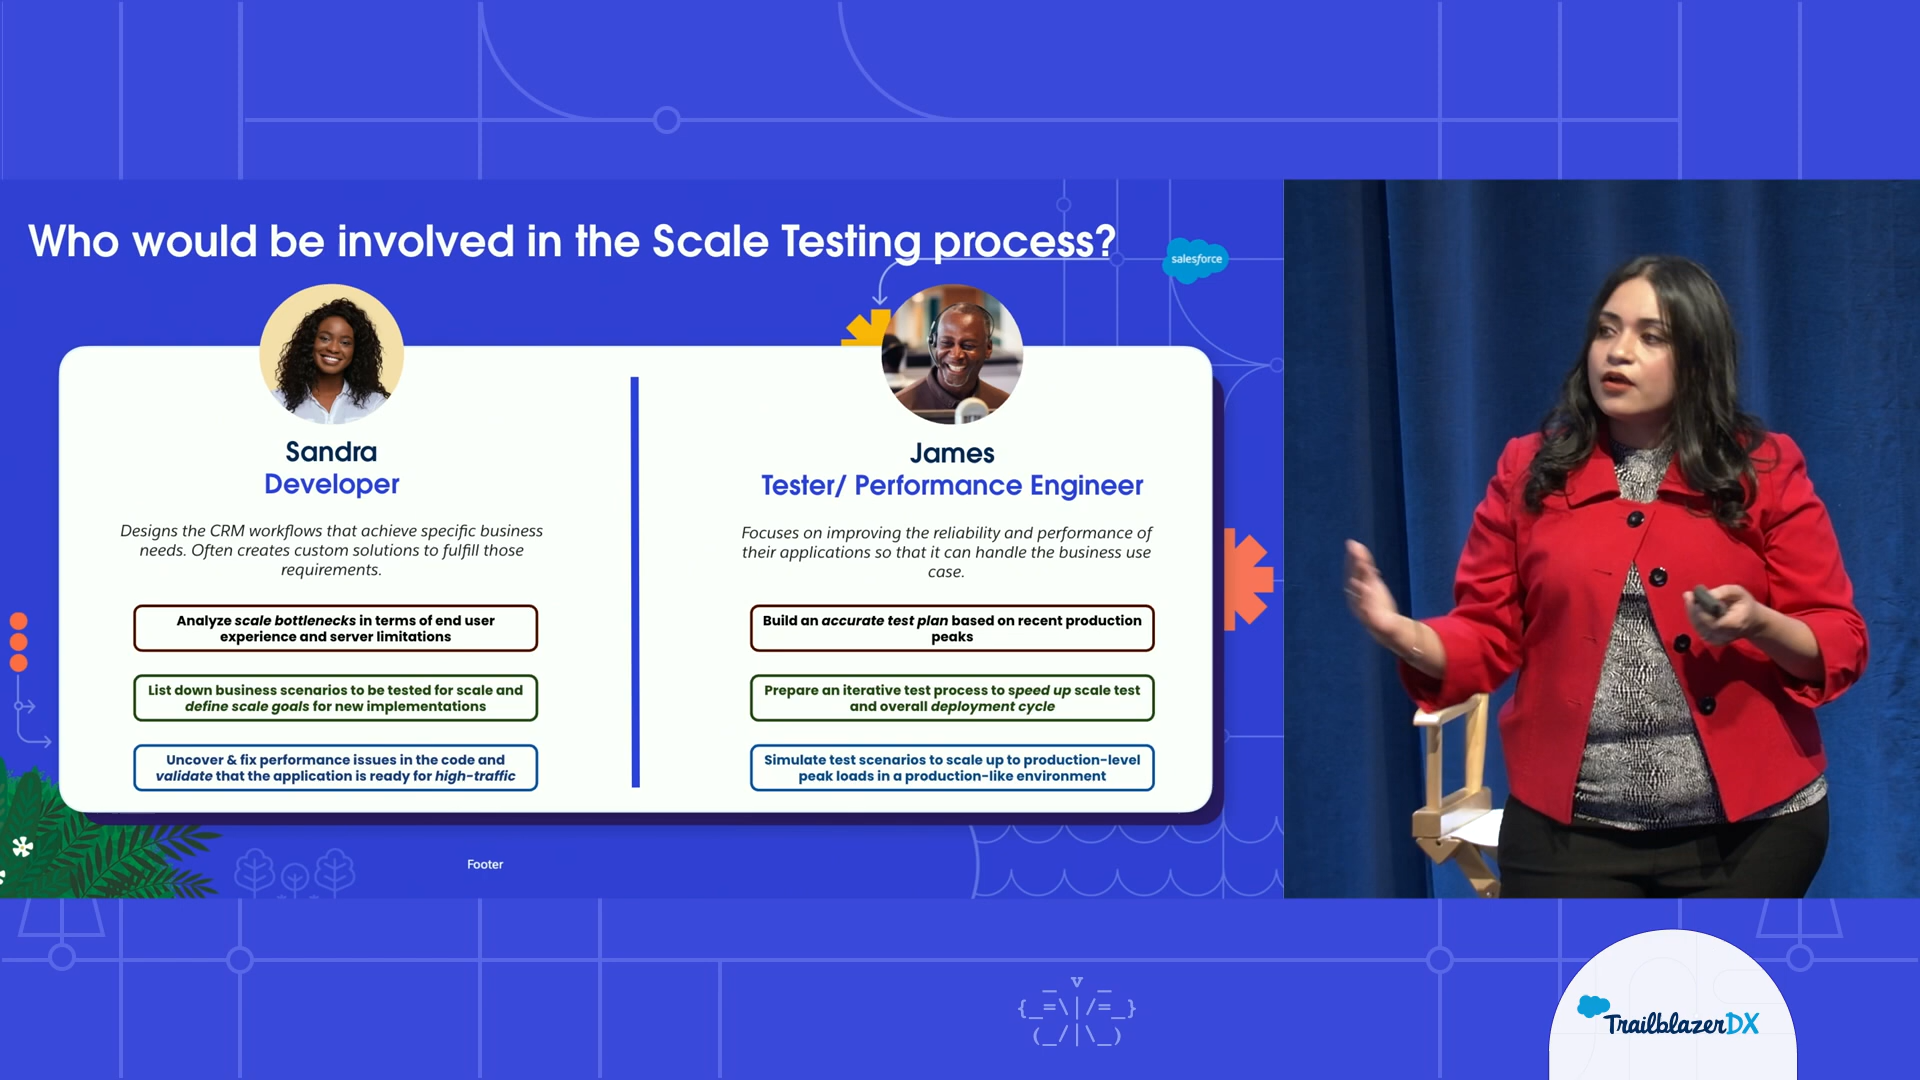 Who would be involved in the Scale Testing process?
salesforce
Sandra
Developer
Designs the CRM workflows that achieve specific business
needs. Often creates custom solutions to fulfill those
requirements.
Analyze scale bottlenecks in terms of end user
experience and server limitations
List down business scenarios to be tested for scale and
define scale goals for new implementations
Uncover & fix performance issues in the code and
validate that the application is ready for high-traffic
James
Tester/ Performance Engineer
Focuses on improving the reliability and performance of
their applications so that it can handle the business use
case.
Build an accurate test plan based on recent production
peaks
Prepare an iterative test process to speed up scale test
and overall deployment cycle
Simulate test scenarios to scale up to production-level
peak loads in a production-like environment
Footer
TrailblazerDX